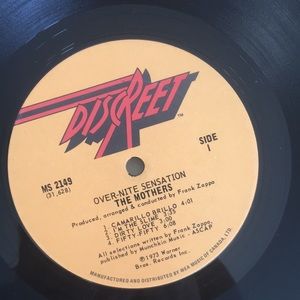 DISCREET
TM
MS 2149
(31,628)
SIDE
1
OVER-NITE SENSATION
THE MOTHERS
Produced, arranged & conducted by Frank Zappa
1. CAMARILLO BRILLO 4:01
2. I'M THE SLIME 3:35
3. DIRTY LOVE
4. FIFTY-FIFTY 6:08
All selections written by Frank Zappa,
published by Munchkin Music - ASCAP
©1973 Warner
Bros. Records Inc.
MANUFACTURED AND DISTRIBUTED BY WEA MUSIC OF CANADA, LTD.